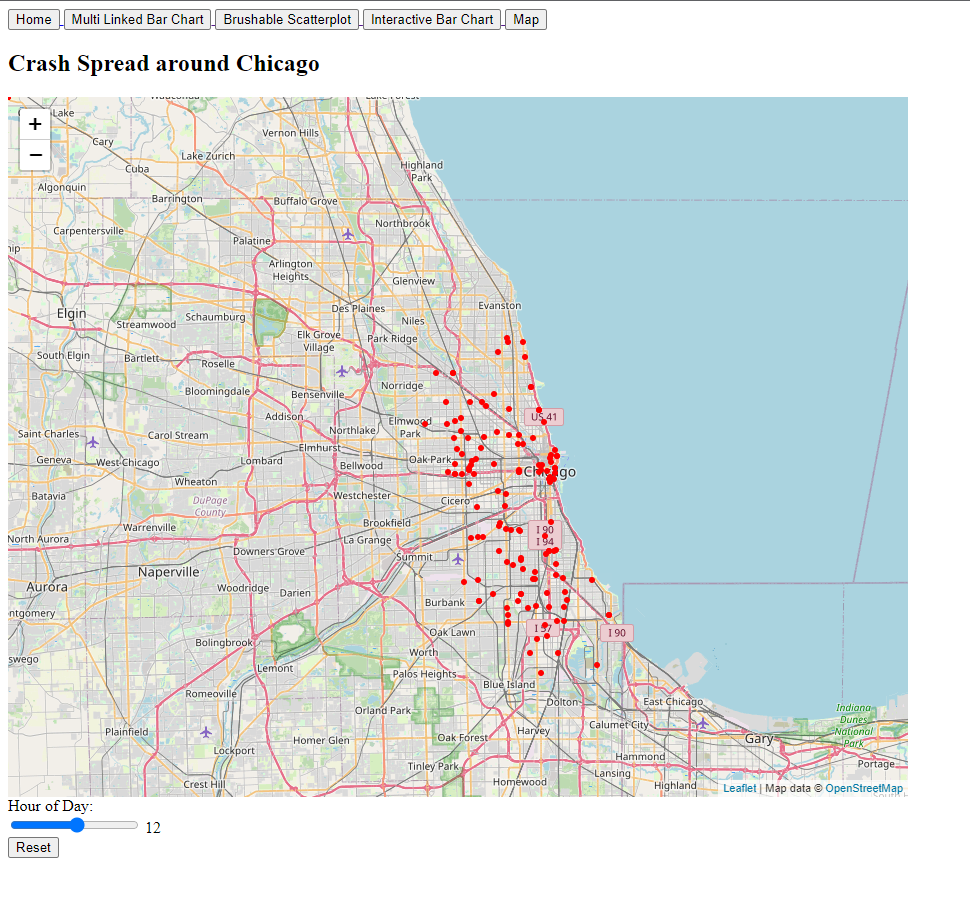 Home Multi Linked Bar Chart Brushable Scatterplot Interactive Bar Chart Map
Crash Spread around Chicago
+
−
Lake Forest
Lake
Vernon Hills
Cary
Lake Zurich
Highland
Park
Cuba
Algonquin
Barrington
Buffalo Grove
Northbrook
Carpentersville
Palatine
Arlington
Heights
Glenview
Des Plaines
Evanston
Elgin
Schaumburg
Streamwood
Niles
Elk Grove
Village
Park Ridge
South Elgin
Bartlett
Roselle
Norridge
Bloomingdale
Bensenville
Addison
US 41
Elmwood
Park
Northlake
Saint Charles
Carol Stream
Elmhurst
Geneva
West Chicago
Lombard
Oak Park
Bellwood
Chicago
Wheaton
Batavia
DuPage
County
Westchester
Cicero
Warrenville
Brookfield
I 90
I 94
North Aurora
La Grange
Downers Grove
Summit
Naperville
Aurora
Woodridge
Darien
Burbank
Oak Lawn
I 57
I 90
Bolingbrook
Worth
Lemont
Palos Heights
Blue Island
Romeoville
Orland Park
Dolton
East Chicago
Indiana
Dunes
National
Park
Plainfield
Homer Glen
Oak Forest
Harvey
Calumet City
Gary
Lockport
Hammond
Portage
Tinley Park
Lansing
Crest Hill
Homewood
Highland
Leaflet | Map data © OpenStreetMap
Hour of Day:
12
Reset